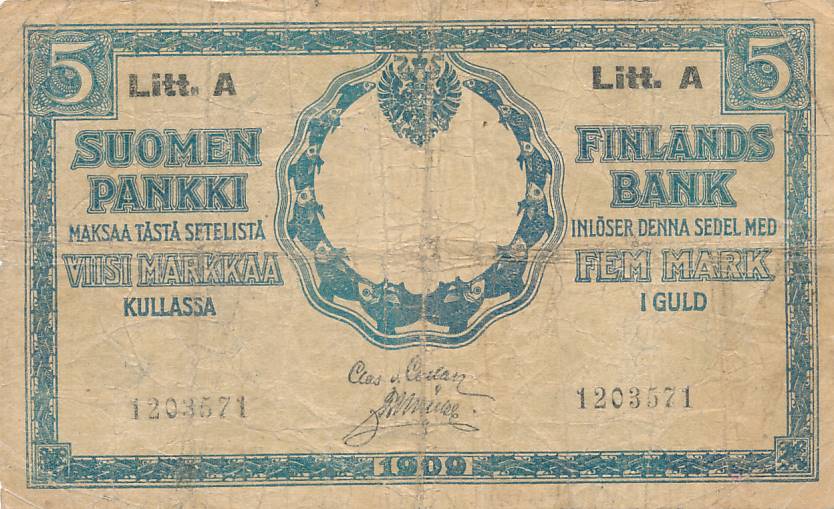 5
Litt. A
SUOMEN
PANKKI
MAKSAA TÄSTÄ SETELISTÄ
VIISI MARKKAA
KULLASSA
1203571
5
Litt. A
FINLANDS
BANK
INLÖSER DENNA SEDEL MED
FEM MARK
I GULD
1203571
1909